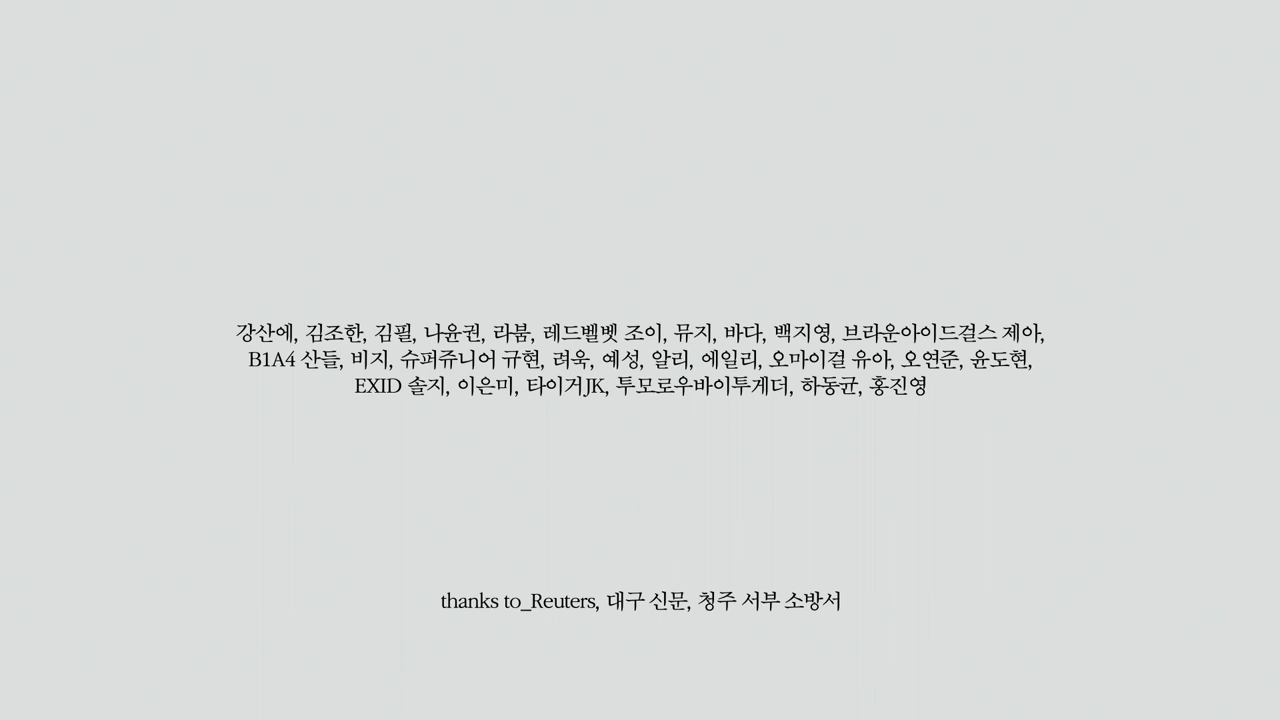 강산에, 김조한, 김필, 나윤권, 라붐, 레드벨벳 조이, 뮤지, 바다, 백지영, 브라운아이드걸스 제아,
B1A4 산들, 비지, 슈퍼쥬니어 규현, 려욱, 예성, 알리, 에일리, 오마이걸 유아, 오연준, 윤도현,
EXID 솔지, 이은미, 타이거JK, 투모로우바이투게더, 하동균, 홍진영
thanks to_Reuters, 대구 신문, 청주 서부 소방서